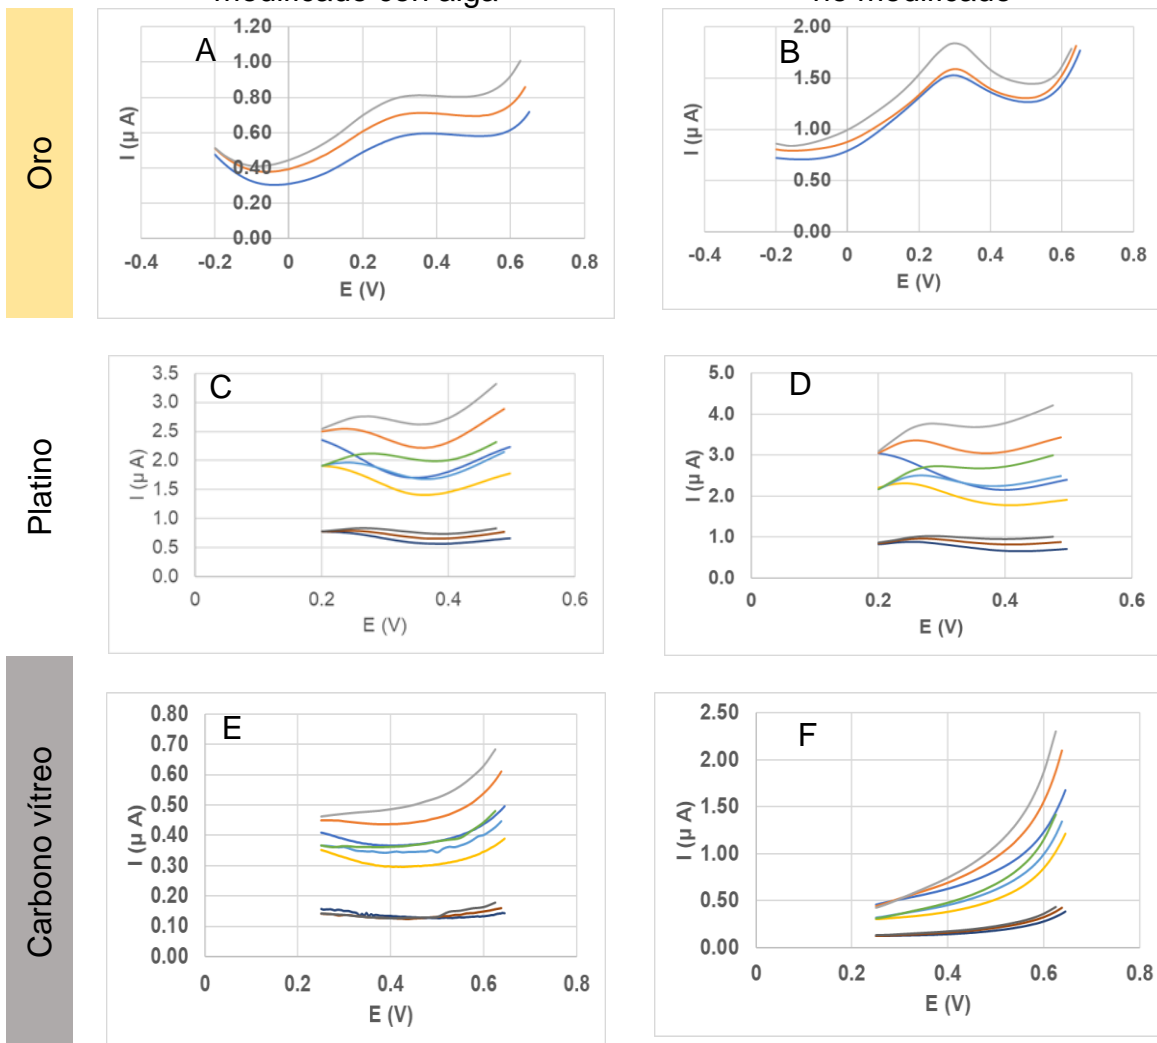 modificado con alga
no modificado
Oro
A
1.20
1.00
0.80
0.60
0.40
0.20
0.00
I (µ A)
-0.4 -0.2 0 0.2 0.4 0.6 0.8
E (V)
B
2.00
1.50
1.00
0.50
0.00
I (µ A)
-0.4 -0.2 0 0.2 0.4 0.6 0.8
E (V)
Platino
C
3.5
3.0
2.5
2.0
1.5
1.0
0.5
0.0
I (µ A)
0 0.2 0.4 0.6
E (V)
D
5.0
4.0
3.0
2.0
1.0
0.0
I (µ A)
0 0.2 0.4 0.6
E (V)
Carbono vítreo
E
0.80
0.70
0.60
0.50
0.40
0.30
0.20
0.10
0.00
I (µ A)
0 0.2 0.4 0.6 0.8
E (V)
F
2.50
2.00
1.50
1.00
0.50
0.00
I (µ A)
0 0.2 0.4 0.6 0.8
E (V)